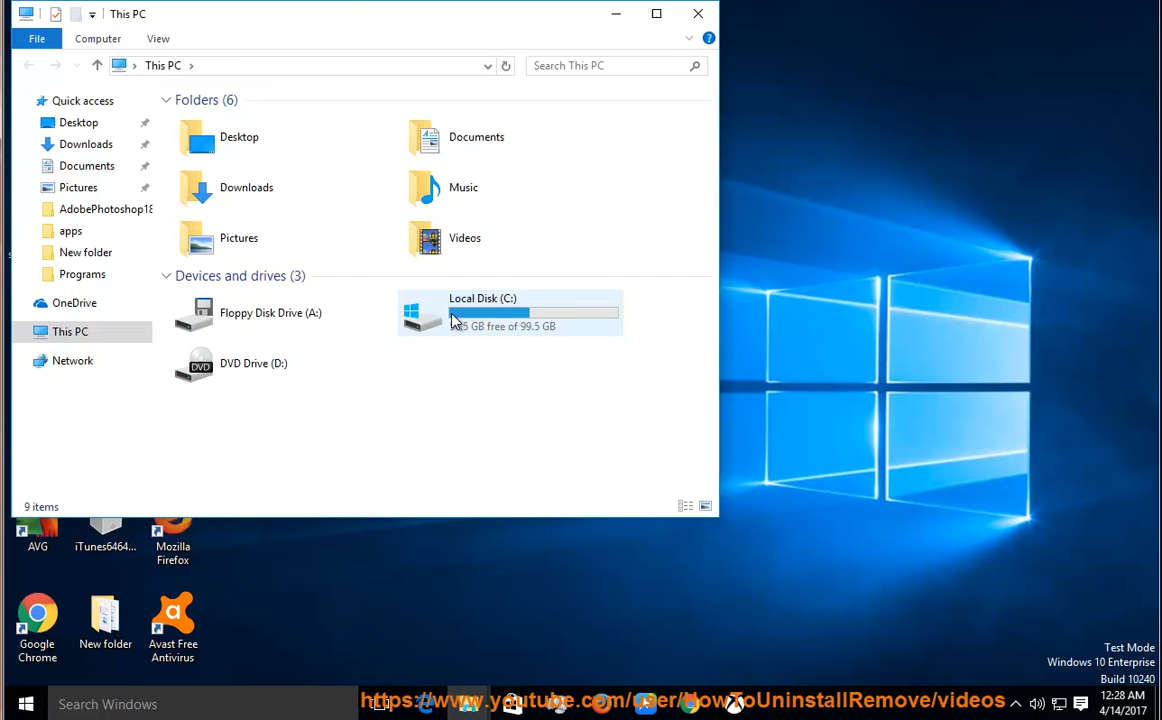 This PC
File
Computer
View
This PC
Search This PC
Quick access
Desktop
Downloads
Documents
Pictures
AdobePhotoshop18
apps
New folder
Programs
OneDrive
This PC
Network
Folders (6)
Desktop
Documents
Downloads
Music
Pictures
Videos
Devices and drives (3)
Floppy Disk Drive (A:)
Local Disk (C:)
GB free of 99.5 GB
DVD Drive (D:)
9 items
AVG
iTunes6464...
Mozilla
Firefox
Google
Chrome
New folder
Avast Free
Antivirus
Test Mode
Windows 10 Enterprise
Build 10240
Search Windows
https://www.youtube.com/user/HowToUninstallRemove/videos
12:28 AM
4/14/2017